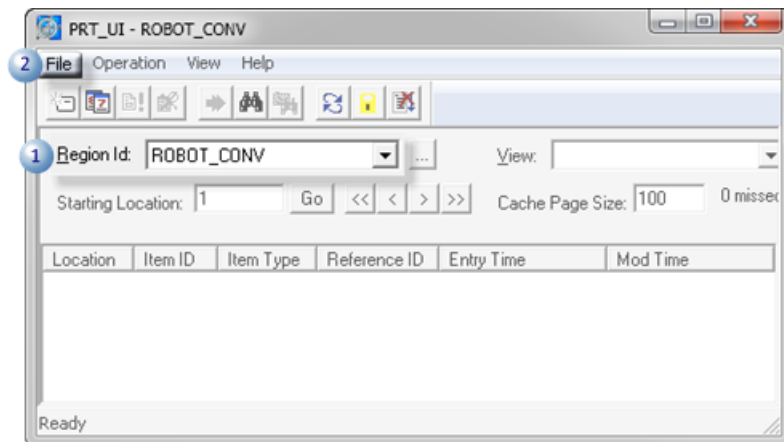 PRT_UI - ROBOT_CONV
2 File Operation View Help
1 Region Id: ROBOT_CONV ... View:
Starting Location: 1 Go << < > >> Cache Page Size: 100 0 missed
Location Item ID Item Type Reference ID Entry Time Mod Time
Ready